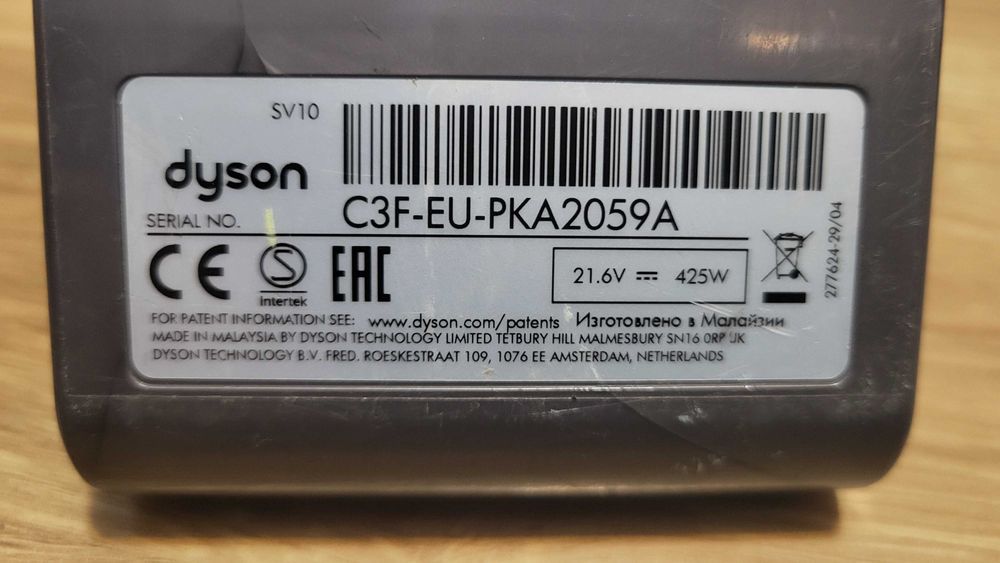 SV10
dyson
SERIAL NO.
C3F-EU-PKA2059A
CE
S
Intertek
EAC
21.6V ⎓ 425W
277624-29/04
FOR PATENT INFORMATION SEE: www.dyson.com/patents Изготовлено в Малайзии
MADE IN MALAYSIA BY DYSON TECHNOLOGY LIMITED TETBURY HILL MALMESBURY SN16 0RP UK
DYSON TECHNOLOGY B.V. FRED. ROESKESTRAAT 109, 1076 EE AMSTERDAM, NETHERLANDS